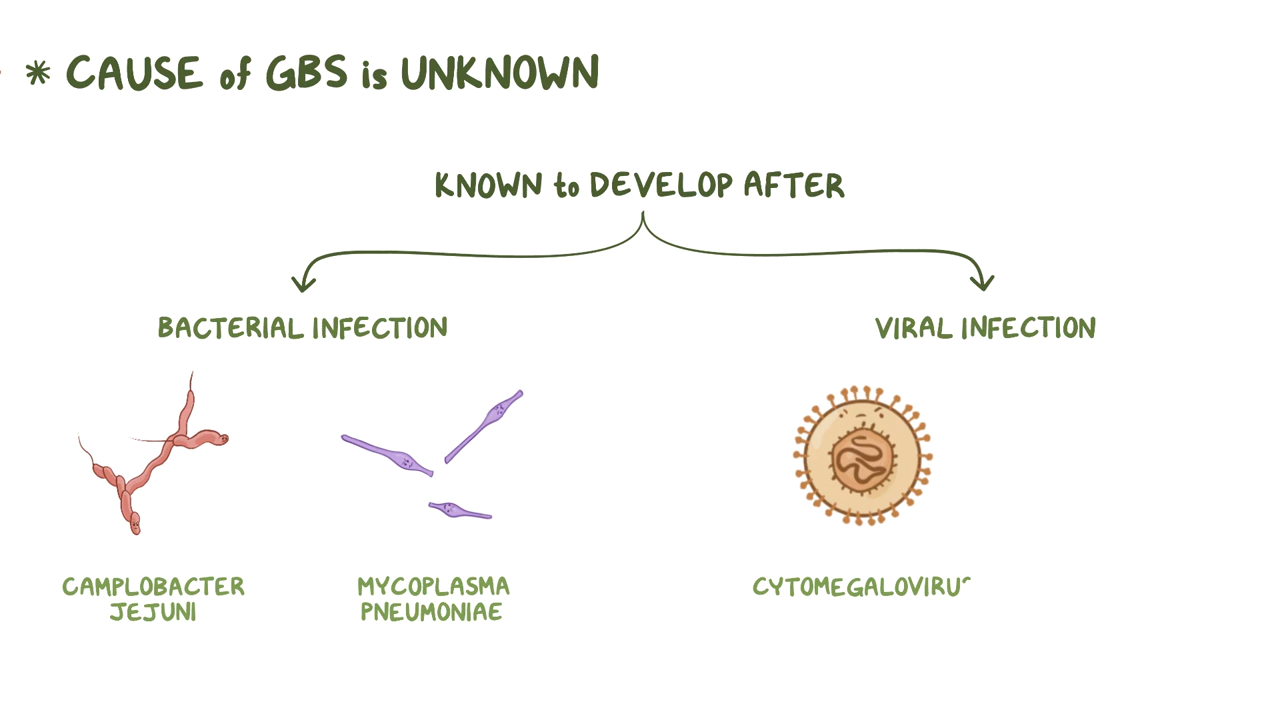 * CAUSE of GBS is UNKNOWN
KNOWN to DEVELOP AFTER
BACTERIAL INFECTION
VIRAL INFECTION
CAMPLOBACTER
JEJUNI
MYCOPLASMA
PNEUMONIAE